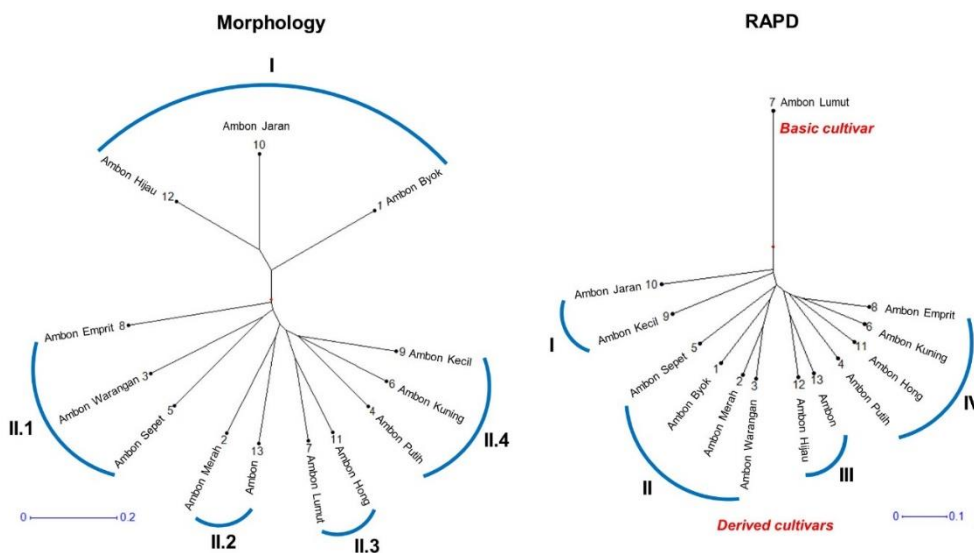 Morphology
I
Ambon Jaran
10
Ambon Hijau 12
1 Ambon Byok
Ambon Emprit 8
Ambon Warangan 3
Ambon Sepet 5
Ambon Merah 2
Ambon 13
7 Ambon Lumut
11 Ambon Hong
4 Ambon Putih
6 Ambon Kuning
9 Ambon Kecil
II.1
II.2
II.3
II.4
0 0.2
RAPD
7 Ambon Lumut
Basic cultivar
Ambon Jaran 10
Ambon Kecil 9
Ambon Sepet 5
Ambon Byok 1
Ambon Merah 2
Ambon Warangan 3
12 Ambon Hijau
13 Ambon
4 Ambon Putih
11 Ambon Hong
6 Ambon Kuning
8 Ambon Emprit
I
II
III
IV
Derived cultivars
0 0.1